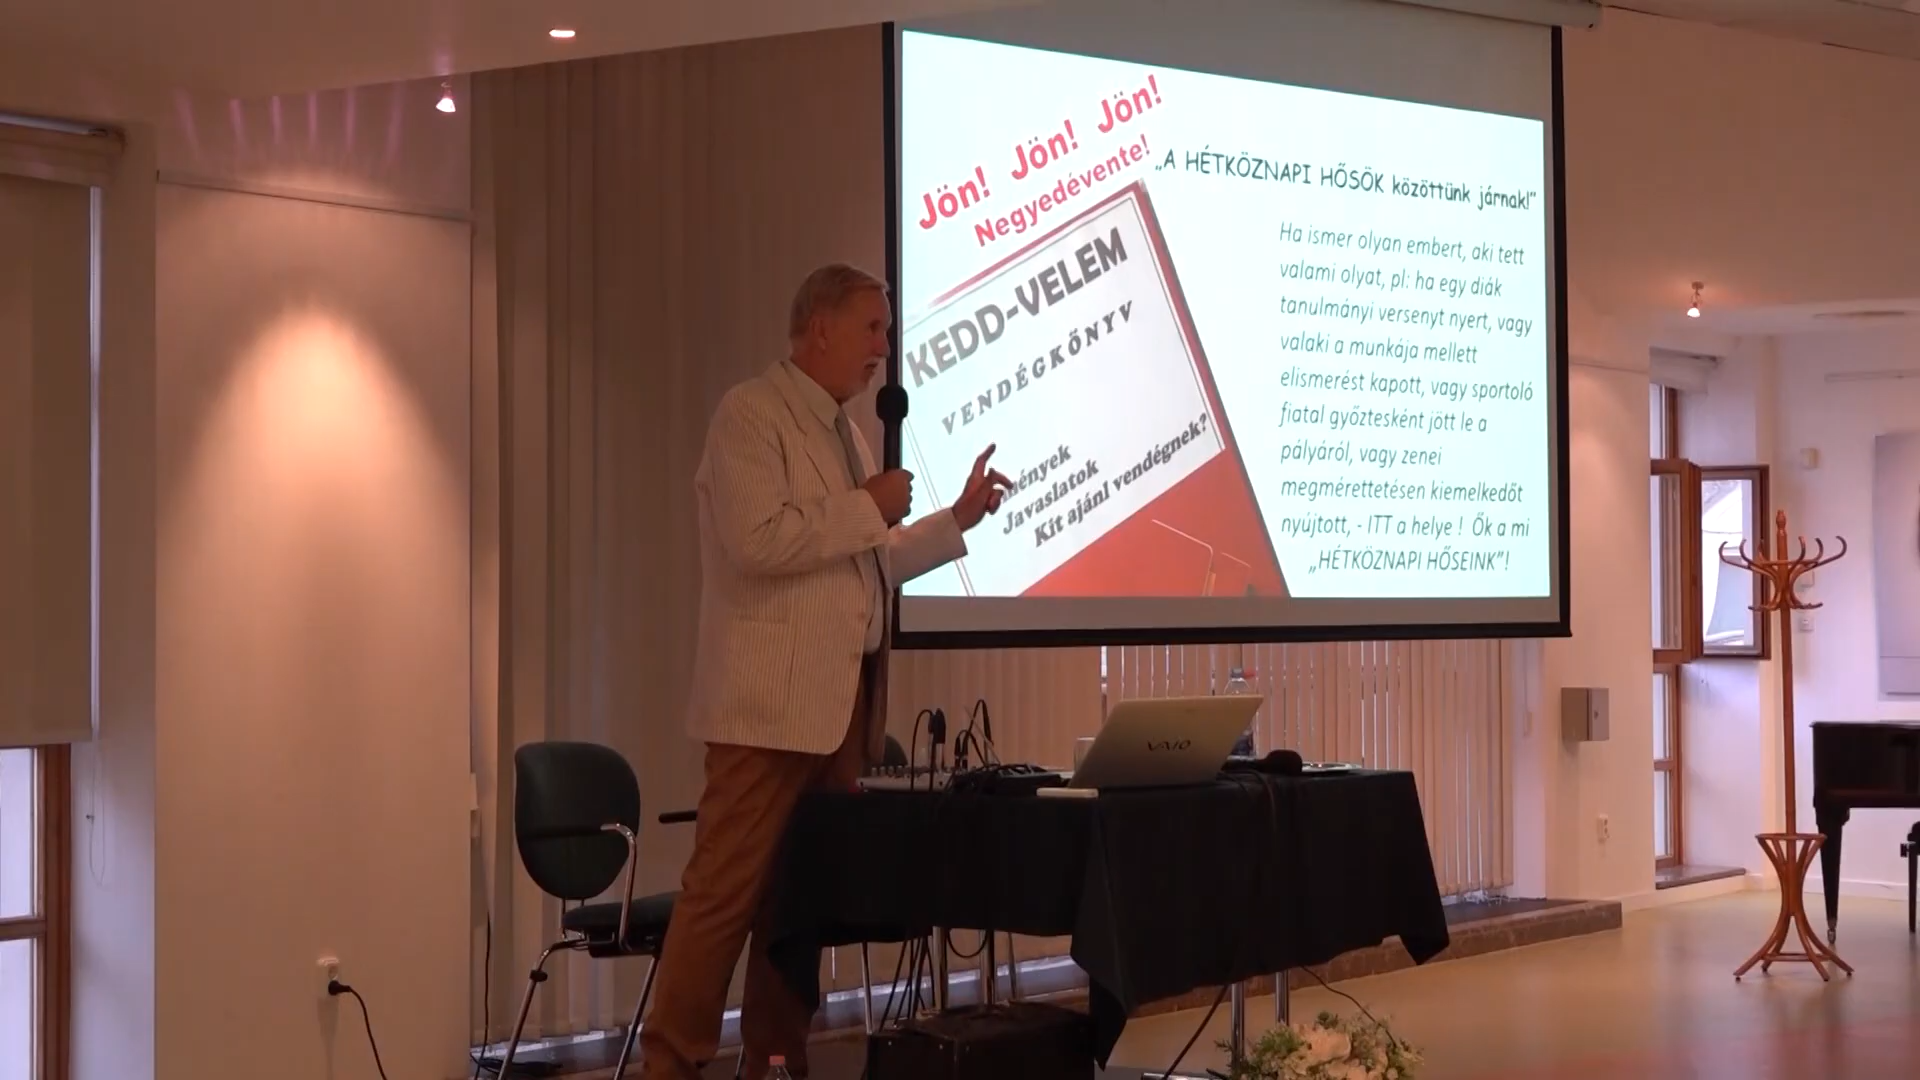 Jön! Jön! Jön!
Negyedévente!
KEDD-VELEM
VENDÉGKÖNYV
Javaslatok
Kit ajánl vendégnek?
„A HÉTKÖZNAPI HŐSÖK közöttünk járnak!”
Ha ismer olyan embert, aki tett
valami olyat, pl: ha egy diák
tanulmányi versenyt nyert, vagy
valaki a munkája mellett
elismerést kapott, vagy sportoló
fiatal győztesként jött le a
pályáról, vagy zenei
megmérettetésen kiemelkedőt
nyújtott, - ITT a helye ! Ők a mi
„HÉTKÖZNAPI HŐSEINK”!
VAIO